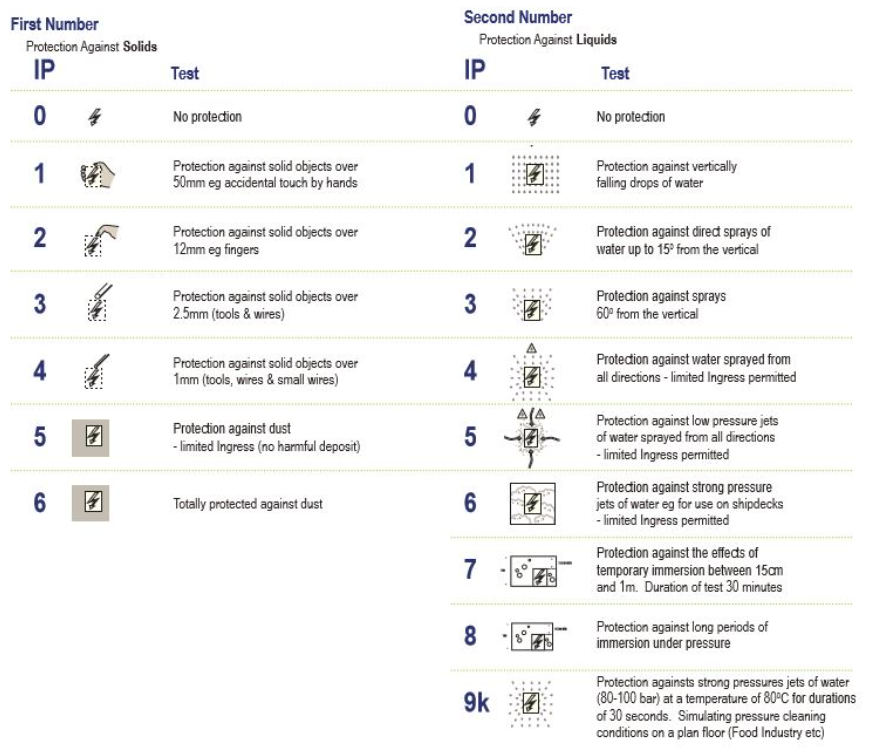 First Number
Protection Against Solids
IP Test
0 No protection
1 Protection against solid objects over
50mm eg accidental touch by hands
2 Protection against solid objects over
12mm eg fingers
3 Protection against solid objects over
2.5mm (tools & wires)
4 Protection against solid objects over
1mm (tools, wires & small wires)
5 Protection against dust
- limited Ingress (no harmful deposit)
6 Totally protected against dust
Second Number
Protection Against Liquids
IP Test
0 No protection
1 Protection against vertically
falling drops of water
2 Protection against direct sprays of
water up to 15º from the vertical
3 Protection against sprays
60º from the vertical
4 Protection against water sprayed from
all directions - limited Ingress permitted
5 Protection against low pressure jets
of water sprayed from all directions
- limited Ingress permitted
6 Protection against strong pressure
jets of water eg for use on shipdecks
- limited Ingress permitted
7 Protection against the effects of
temporary immersion between 15cm
and 1m. Duration of test 30 minutes
8 Protection against long periods of
immersion under pressure
9k Protection againsts strong pressures jets of water
(80-100 bar) at a temperature of 80ºC for durations
of 30 seconds. Simulating pressure cleaning
conditions on a plan floor (Food Industry etc)